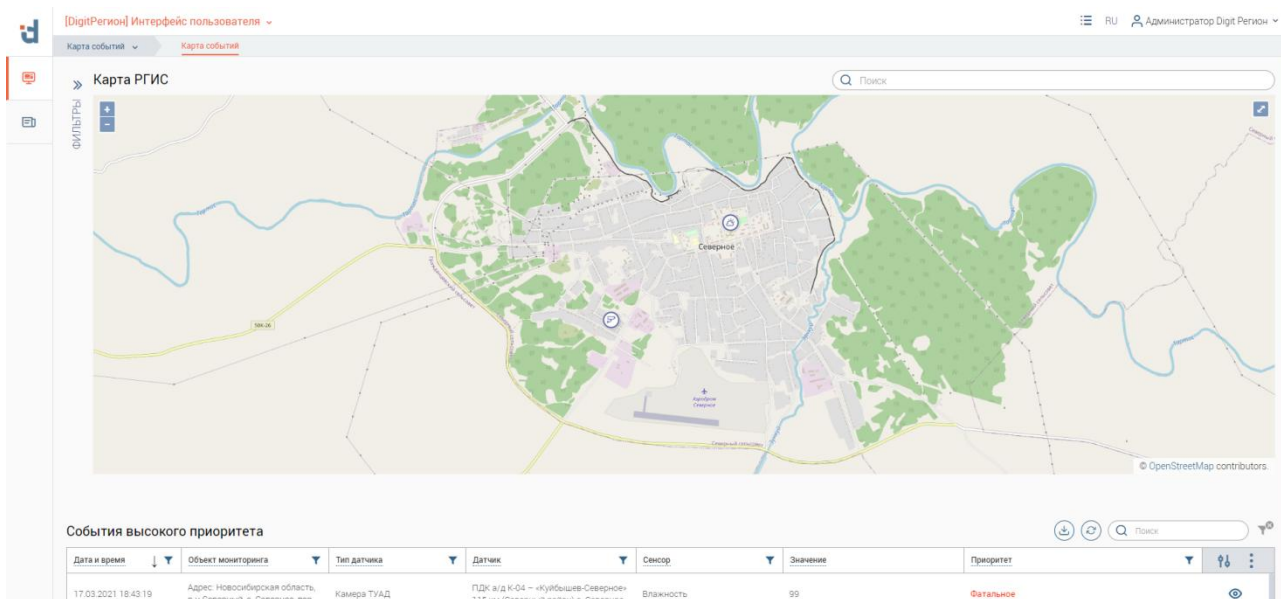 [DigitРегион] Интерфейс пользователя
RU
Администратор Digit Регион
Карта событий
Карта событий
Карта РГИС
Поиск
ФИЛЬТРЫ
+
-
Северное
50К-26
Аэродром
Северное
© OpenStreetMap contributors.
События высокого приоритета
Поиск
Дата и время
Объект мониторинга
Тип датчика
Датчик
Сенсор
Значение
Приоритет
17.03.2021 18:43:19
Адрес: Новосибирская область,
Камера ТУАД
ПДК а/д К-04 – «Куйбышев-Северное»
Влажность
99
Фатальное